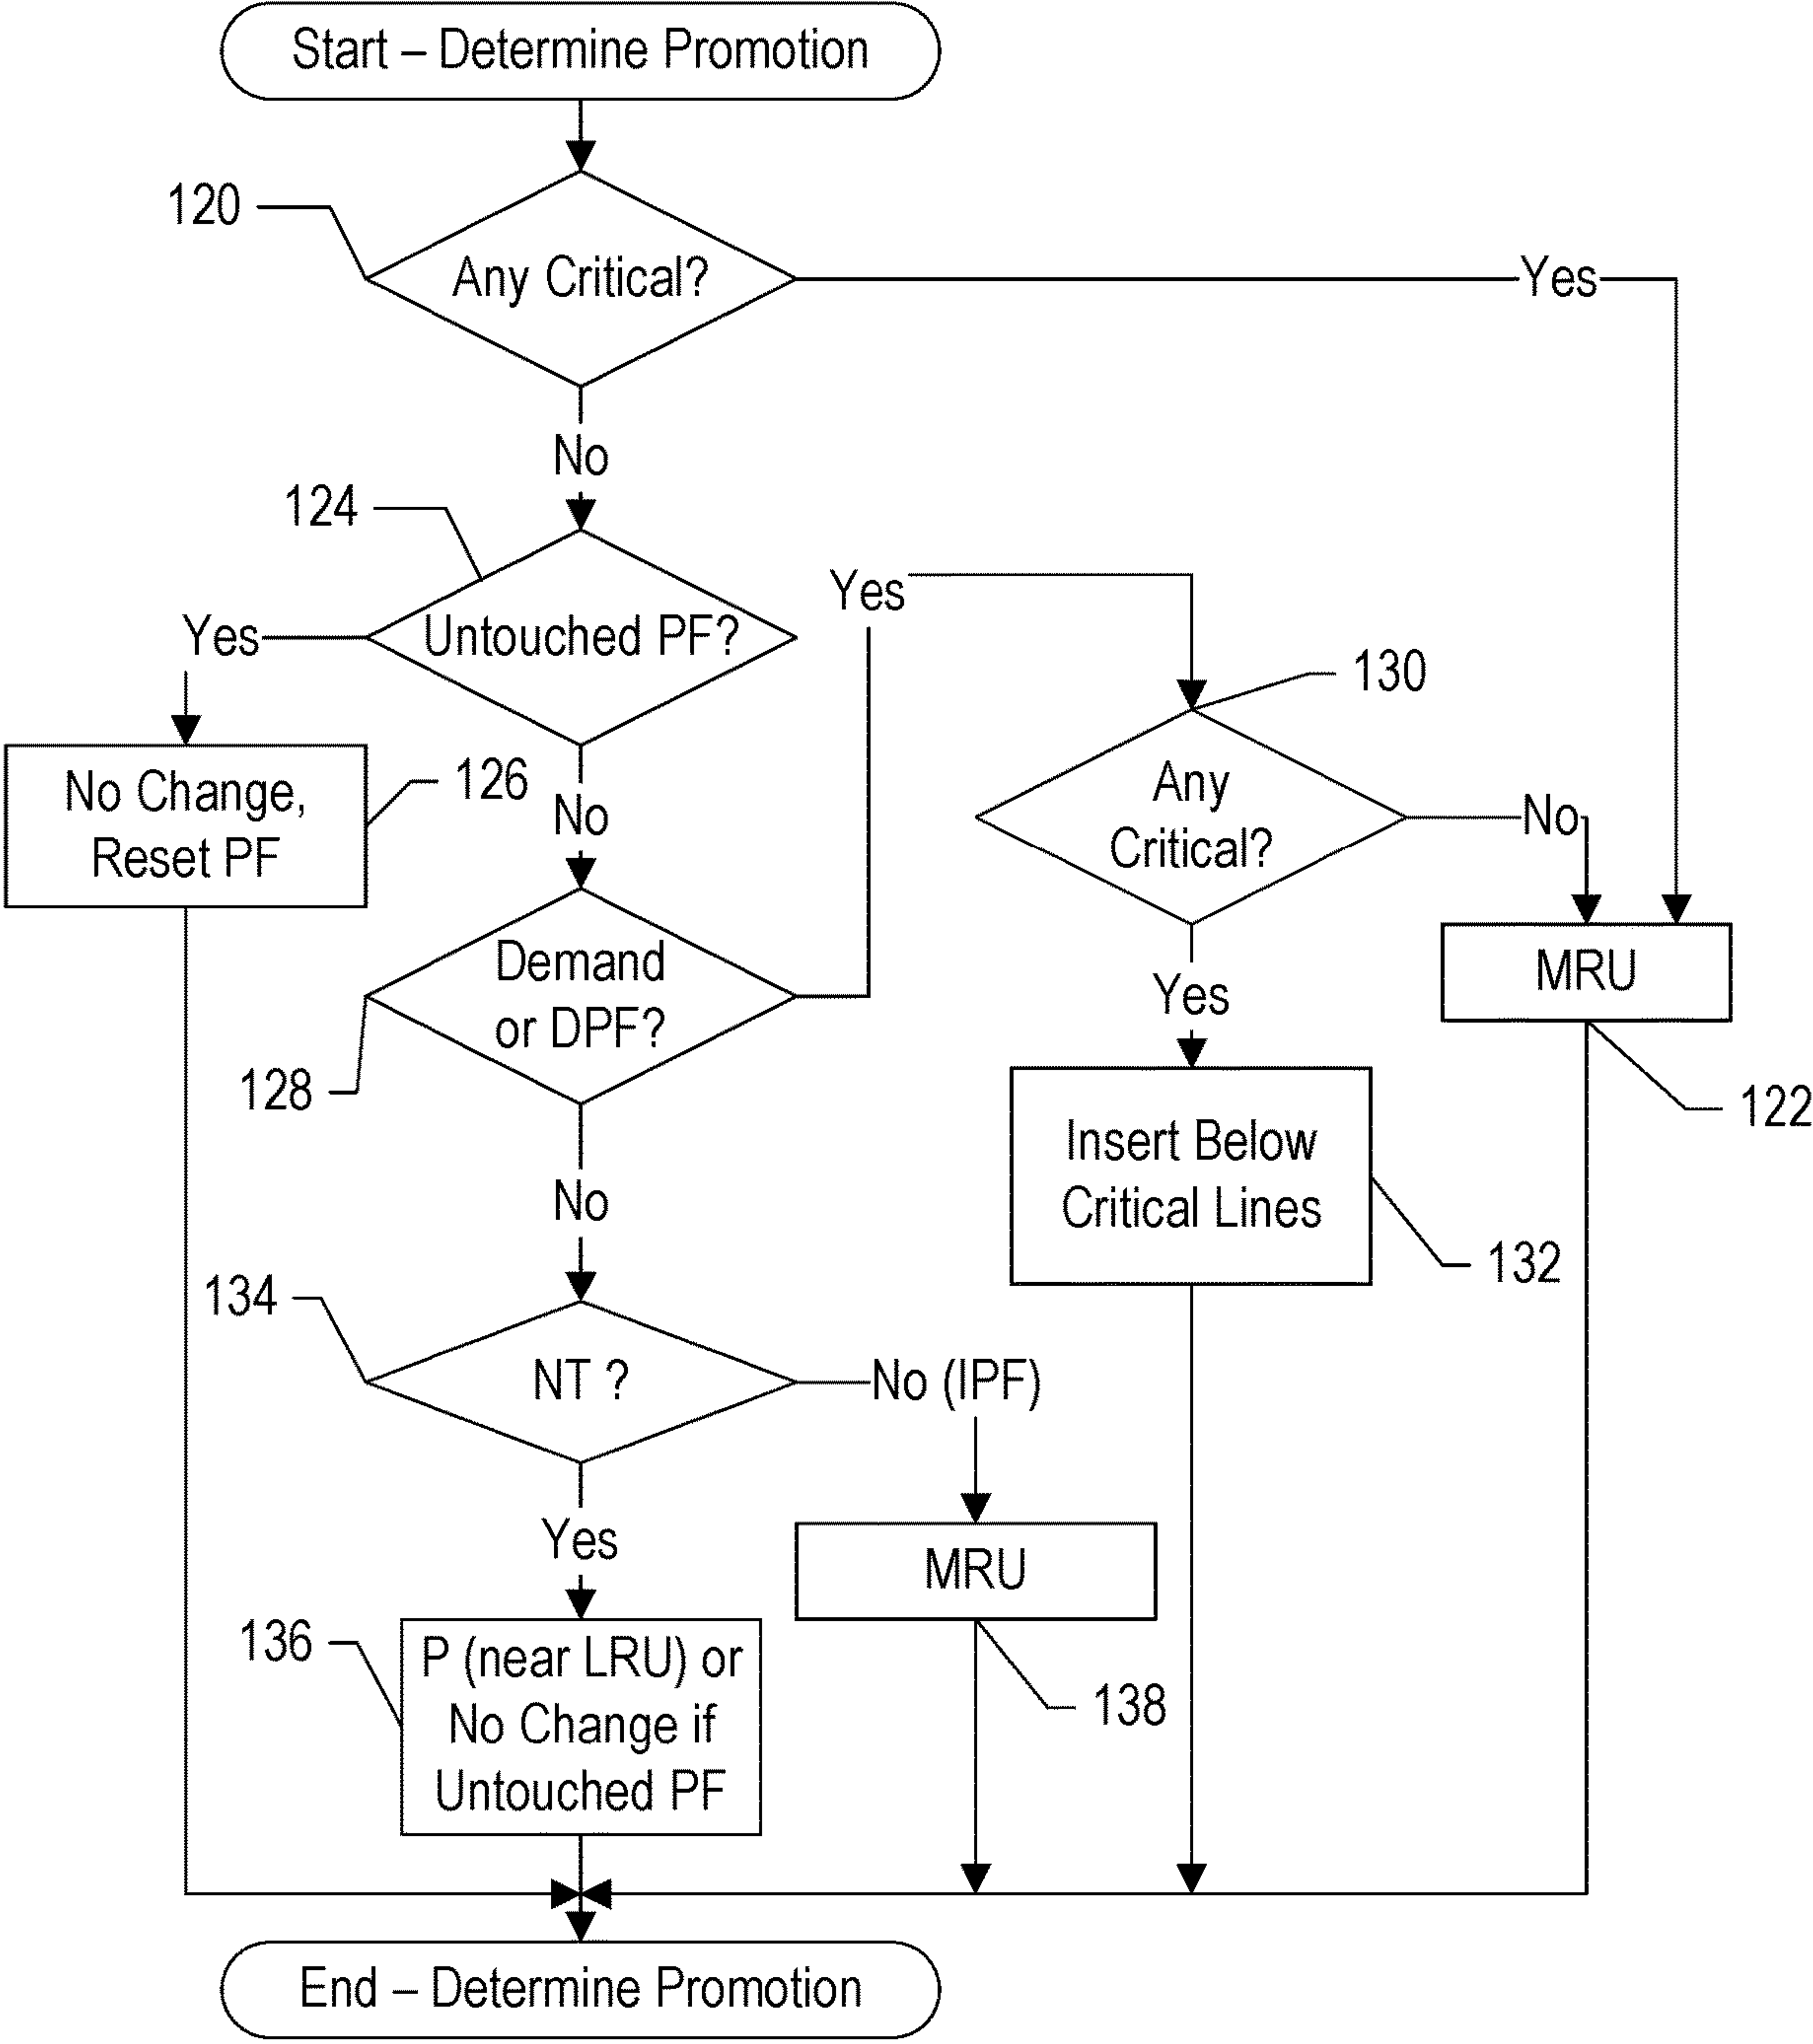 Start – Determine Promotion
120
Any Critical?
Yes
No
124
Yes
Untouched PF?
Yes
130
No Change,
Reset PF
126
No
Any
Critical?
No
Demand
or DPF?
128
Yes
MRU
122
Insert Below
Critical Lines
132
No
134
NT ?
No (IPF)
Yes
MRU
138
136
P (near LRU) or
No Change if
Untouched PF
End – Determine Promotion